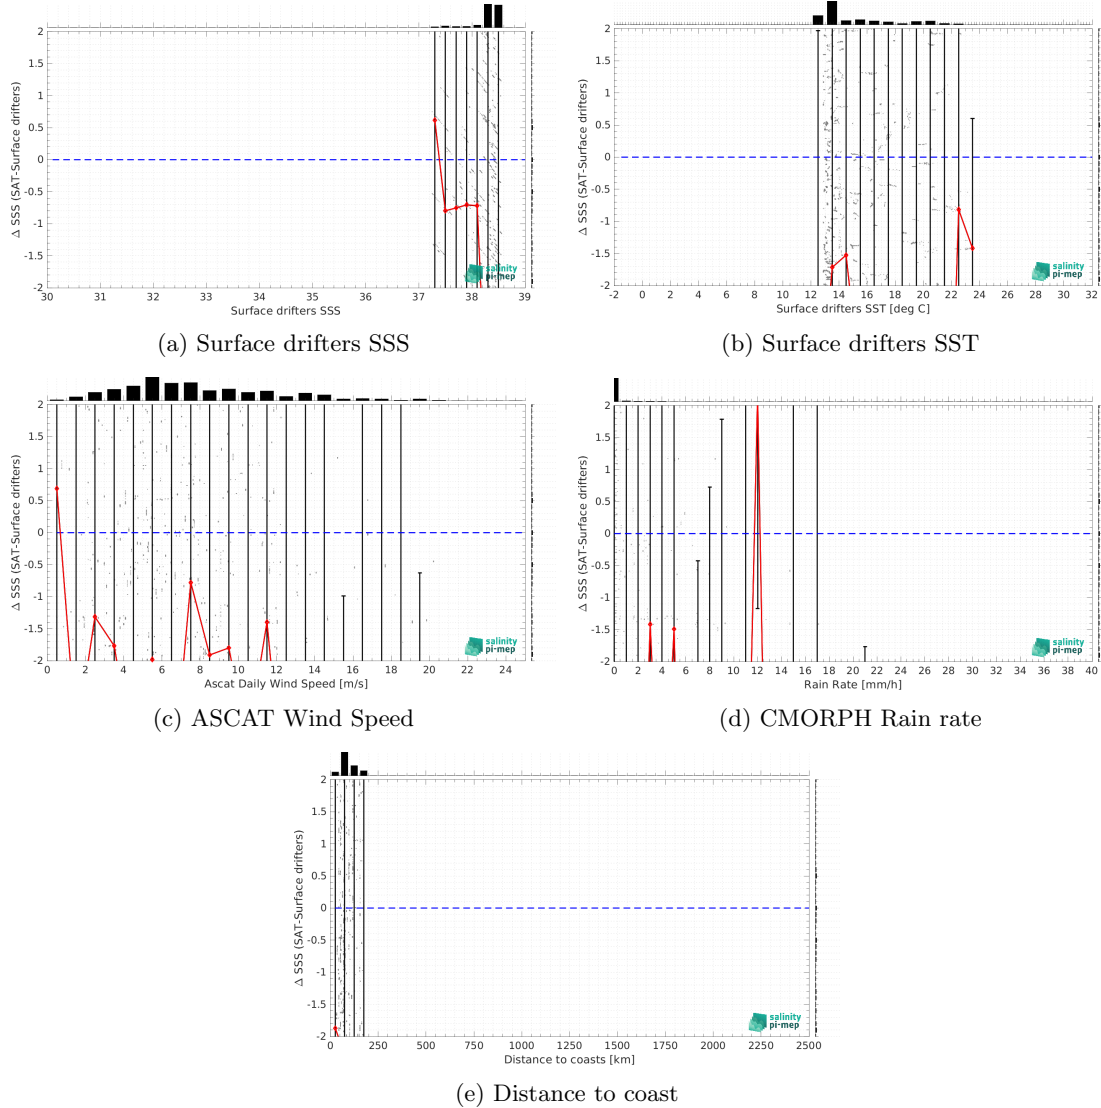 2
1.5
1
0.5
0
-0.5
-1
-1.5
-2
Δ SSS (SAT-Surface drifters)
30 31 32 33 34 35 36 37 38 39
Surface drifters SSS
salinity
pi-mep
(a) Surface drifters SSS
2
1.5
1
0.5
0
-0.5
-1
-1.5
-2
Δ SSS (SAT-Surface drifters)
-2 0 2 4 6 8 10 12 14 16 18 20 22 24 26 28 30 32
Surface drifters SST [deg C]
salinity
pi-mep
(b) Surface drifters SST
2
1.5
1
0.5
0
-0.5
-1
-1.5
-2
Δ SSS (SAT-Surface drifters)
0 2 4 6 8 10 12 14 16 18 20 22 24
Ascat Daily Wind Speed [m/s]
salinity
pi-mep
(c) ASCAT Wind Speed
2
1.5
1
0.5
0
-0.5
-1
-1.5
-2
Δ SSS (SAT-Surface drifters)
0 2 4 6 8 10 12 14 16 18 20 22 24 26 28 30 32 34 36 38 40
Rain Rate [mm/h]
salinity
pi-mep
(d) CMORPH Rain rate
2
1.5
1
0.5
0
-0.5
-1
-1.5
-2
Δ SSS (SAT-Surface drifters)
0 250 500 750 1000 1250 1500 1750 2000 2250 2500
Distance to coasts [km]
salinity
pi-mep
(e) Distance to coast